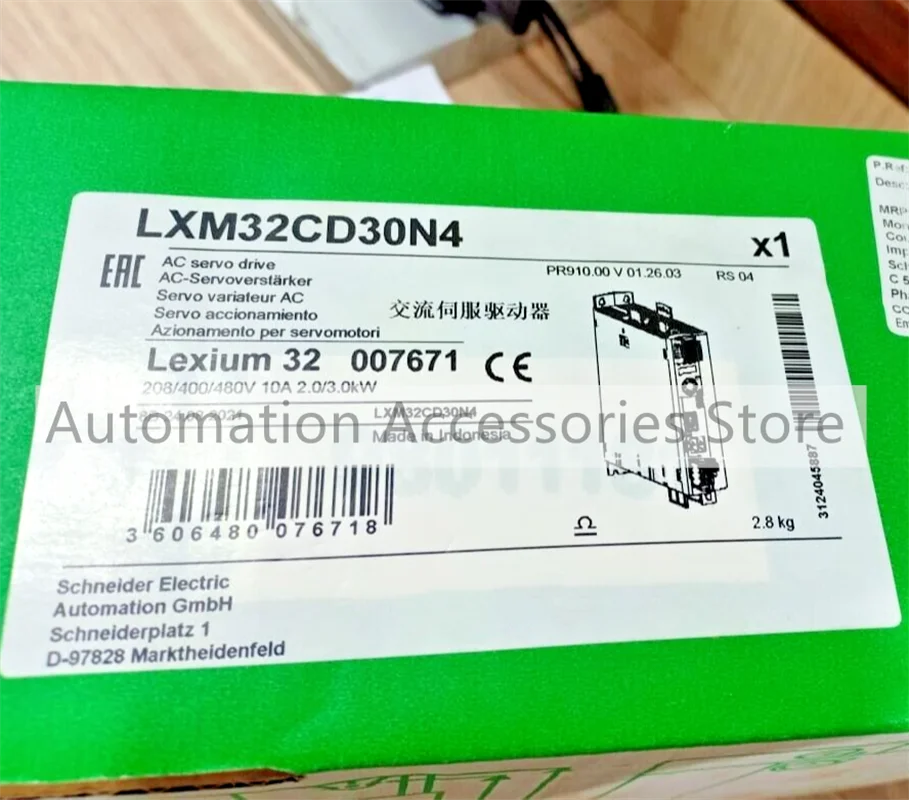 LXM32CD30N4
x1
EAC
AC servo drive
AC-Servoverstärker
Servo variateur AC
Servo accionamiento
Azionamento per servomotori
交流伺服驱动器
PR910.00 V 01.26.03 RS 04
Lexium 32 007671 CE
208/400/480V 10A 2.0/3.0kW
LXM32CD30N4
Made in Indonesia
Automation Accessories Store
3 606480 076718
2.8 kg
3124045887
Schneider Electric
Automation GmbH
Schneiderplatz 1
D-97828 Marktheidenfeld
P.Ref:
Desc:
MRP